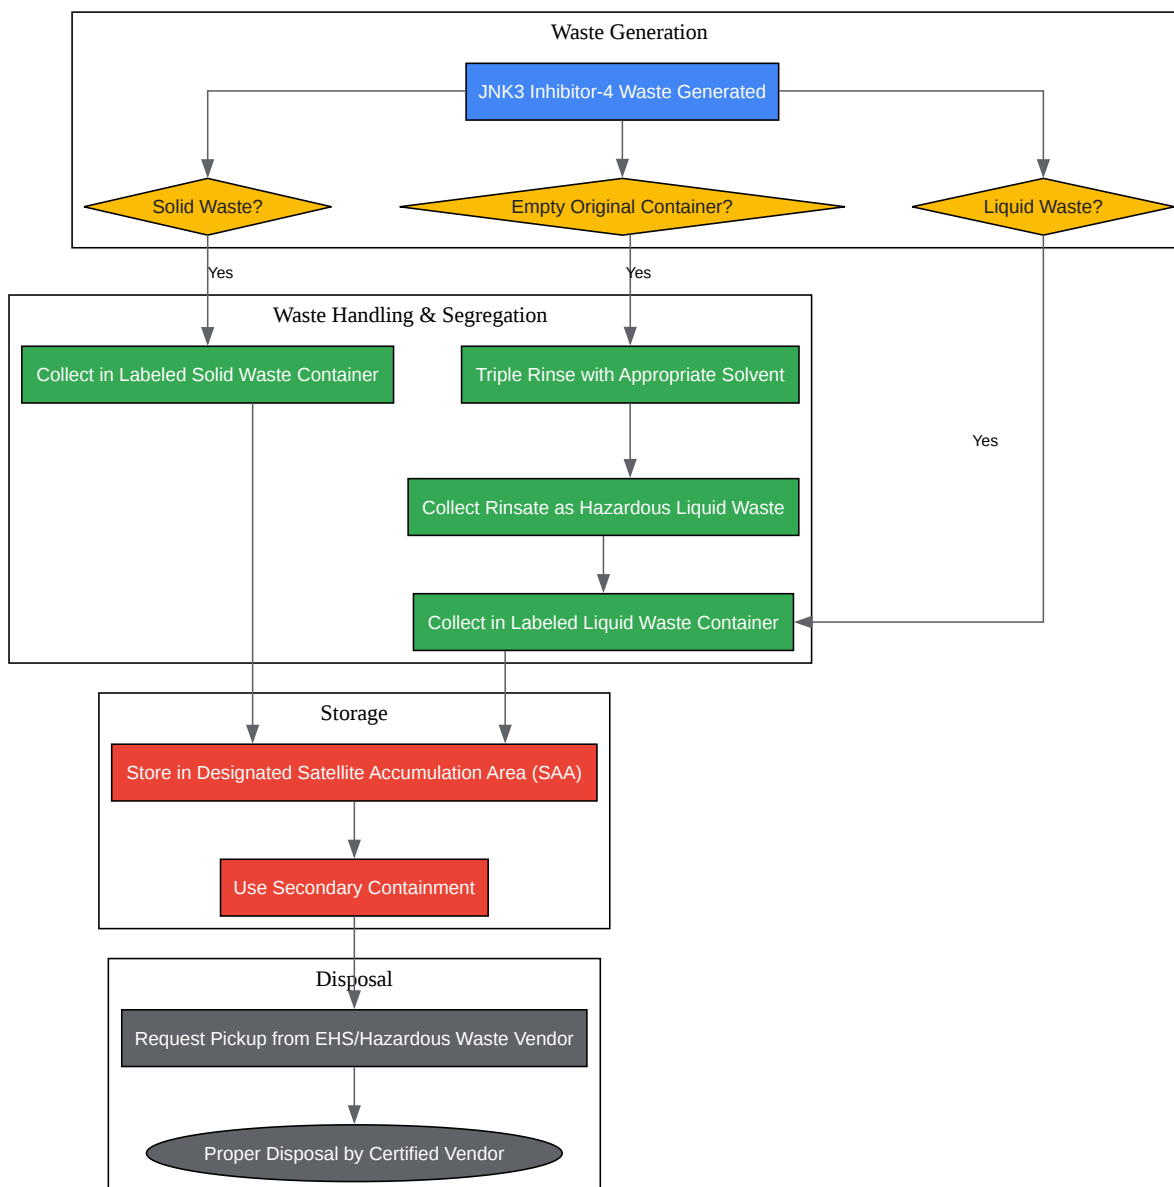 Waste Generation
JNK3 Inhibitor-4 Waste Generated
Solid Waste?
Empty Original Container?
Liquid Waste?
Yes
Yes
Waste Handling & Segregation
Collect in Labeled Solid Waste Container
Triple Rinse with Appropriate Solvent
Yes
Collect Rinsate as Hazardous Liquid Waste
Collect in Labeled Liquid Waste Container
Storage
Store in Designated Satellite Accumulation Area (SAA)
Use Secondary Containment
Disposal
Request Pickup from EHS/Hazardous Waste Vendor
Proper Disposal by Certified Vendor